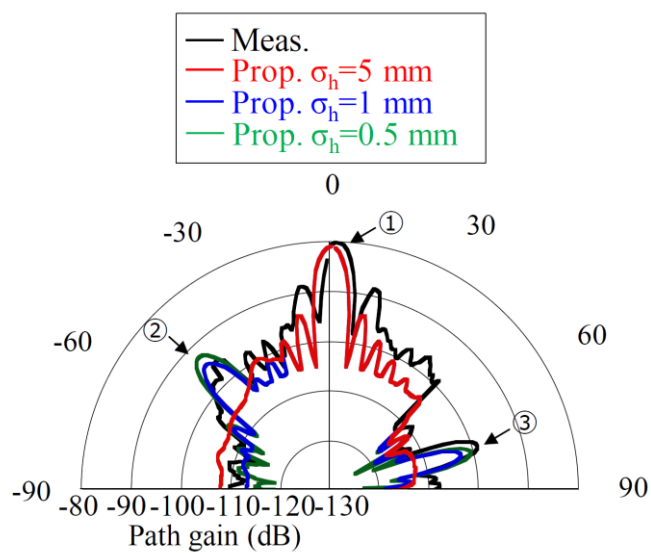 Meas.
Prop. σh=5 mm
Prop. σh=1 mm
Prop. σh=0.5 mm
0
-30
①
30
-60
②
60
③
-90
90
-80 -90 -100 -110 -120 -130
Path gain (dB)